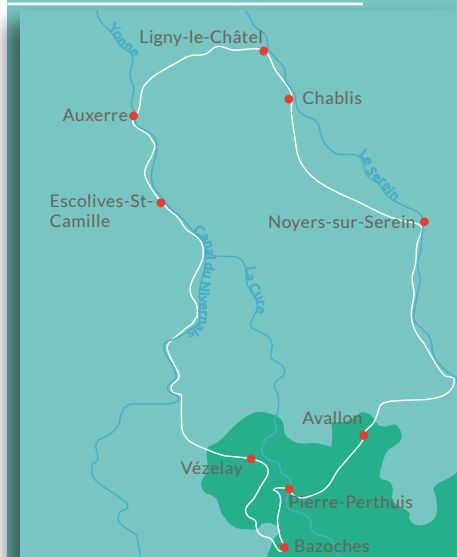 Yonne
Ligny-le-Châtel
Chablis
Auxerre
Le Serein
Escolives-St-
Camille
Noyers-sur-Serein
Canal du Nivernais
La Cure
Avallon
Vézelay
Pierre-Perthuis
Bazoches